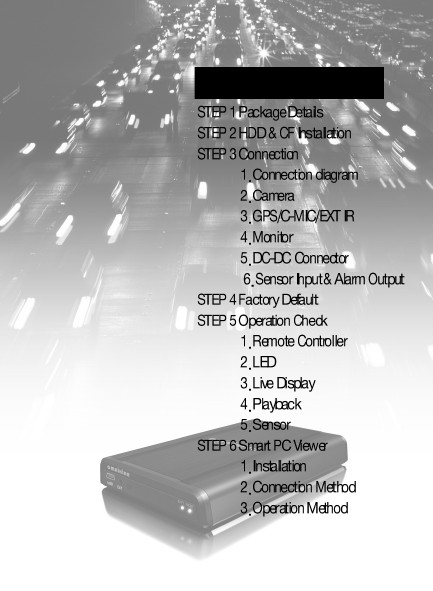 STEP 1 Package Details
STEP 2 HDD & CF Installation
STEP 3 Connection
1. Connection diagram
2. Camera
3. GPS/C-MIC/EXT IR
4. Monitor
5. DC-DC Connector
6. Sensor Input & Alarm Output
STEP 4 Factory Default
STEP 5 Operation Check
1. Remote Controller
2. LED
3. Live Display
4. Playback
5. Sensor
STEP 6 Smart PC Viewer
1. Installation
2. Connection Method
3. Operation Method